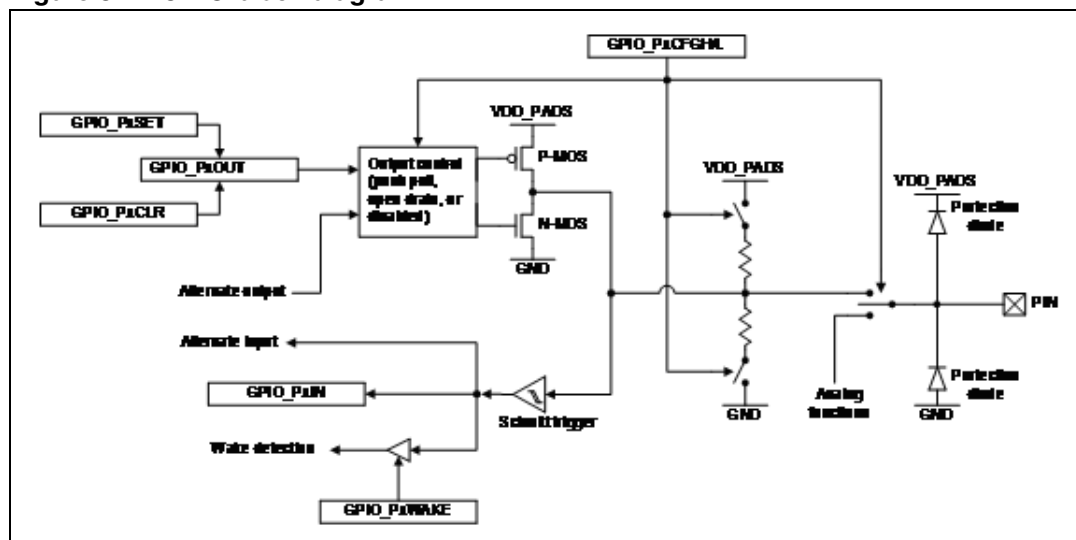 GPIO_PxCFGH/L
VDD_PADS
GPIO_PxSET
GPIO_PxOUT
GPIO_PxCLR
Output control
(push pull,
open drain, or
disabled)
P-MOS
N-MOS
GND
Alternate output
VDD_PADS
VDD_PADS
Protection
diode
PIN
Alternate input
GPIO_PxIN
Schmitt trigger
Wake detection
GPIO_PxWAKE
GND
Analog
functions
Protection
diode
GND